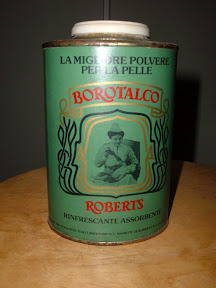 LA MIGLIORE POLVERE
PER LA PELLE
BOROTALCO
ROBERTS
RINFRESCANTE ASSORBENTE